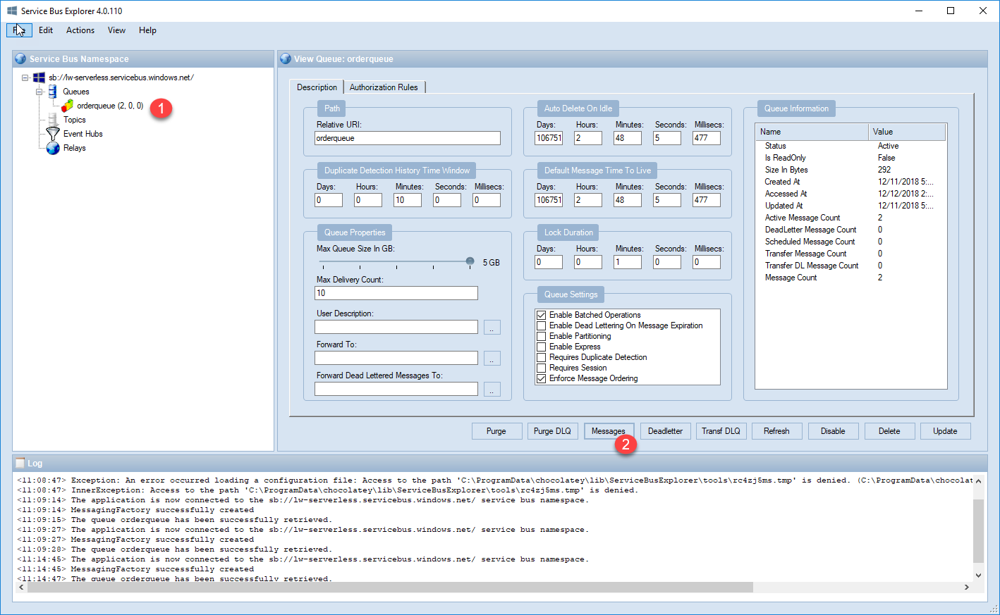 Service Bus Explorer 4.0.110
Edit Actions View Help
Service Bus Namespace
sb://lw-serverless.servicebus.windows.net/
Queues
orderqueue (2, 0, 0)
1
Topics
Event Hubs
Relays
View Queue: orderqueue
Description Authorization Rules
Path
Relative URI:
orderqueue
Duplicate Detection History Time Window
Days: Hours: Minutes: Seconds: Millisecs:
0 0 10 0 0
Queue Properties
Max Queue Size In GB:
5 GB
Max Delivery Count:
10
User Description:
..
Forward To:
..
Forward Dead Lettered Messages To:
..
Auto Delete On Idle
Days: Hours: Minutes: Seconds: Millisecs:
106751 2 48 5 477
Default Message Time To Live
Days: Hours: Minutes: Seconds: Millisecs:
106751 2 48 5 477
Lock Duration
Days: Hours: Minutes: Seconds: Millisecs:
0 0 1 0 0
Queue Settings
Enable Batched Operations
Enable Dead Lettering On Message Expiration
Enable Partitioning
Enable Express
Requires Duplicate Detection
Requires Session
Enforce Message Ordering
Queue Information
Name Value
Status Active
Is ReadOnly False
Size In Bytes 292
Created At 12/11/2018 5:...
Accessed At 12/12/2018 2:...
Updated At 12/11/2018 5:...
Active Message Count 2
DeadLetter Message Count 0
Scheduled Message Count 0
Transfer Message Count 0
Transfer DL Message Count 0
Message Count 2
Purge Purge DLQ Messages Deadletter Transf DLQ Refresh Disable Delete Update
2
Log
<11:08:47> Exception: An error occurred loading a configuration file: Access to the path 'C:\ProgramData\chocolatey\lib\ServiceBusExplorer\tools\rc4zj5ms.tmp' is denied. (C:\ProgramData\chocolat
<11:08:47> InnerException: Access to the path 'C:\ProgramData\chocolatey\lib\ServiceBusExplorer\tools\rc4zj5ms.tmp' is denied.
<11:09:14> The application is now connected to the sb://lw-serverless.servicebus.windows.net/ service bus namespace.
<11:09:14> MessagingFactory successfully created
<11:09:15> The queue orderqueue has been successfully retrieved.
<11:09:27> The application is now connected to the sb://lw-serverless.servicebus.windows.net/ service bus namespace.
<11:09:27> MessagingFactory successfully created
<11:09:28> The queue orderqueue has been successfully retrieved.
<11:14:45> The application is now connected to the sb://lw-serverless.servicebus.windows.net/ service bus namespace.
<11:14:45> MessagingFactory successfully created
<11:14:47> The queue orderqueue has been successfully retrieved.